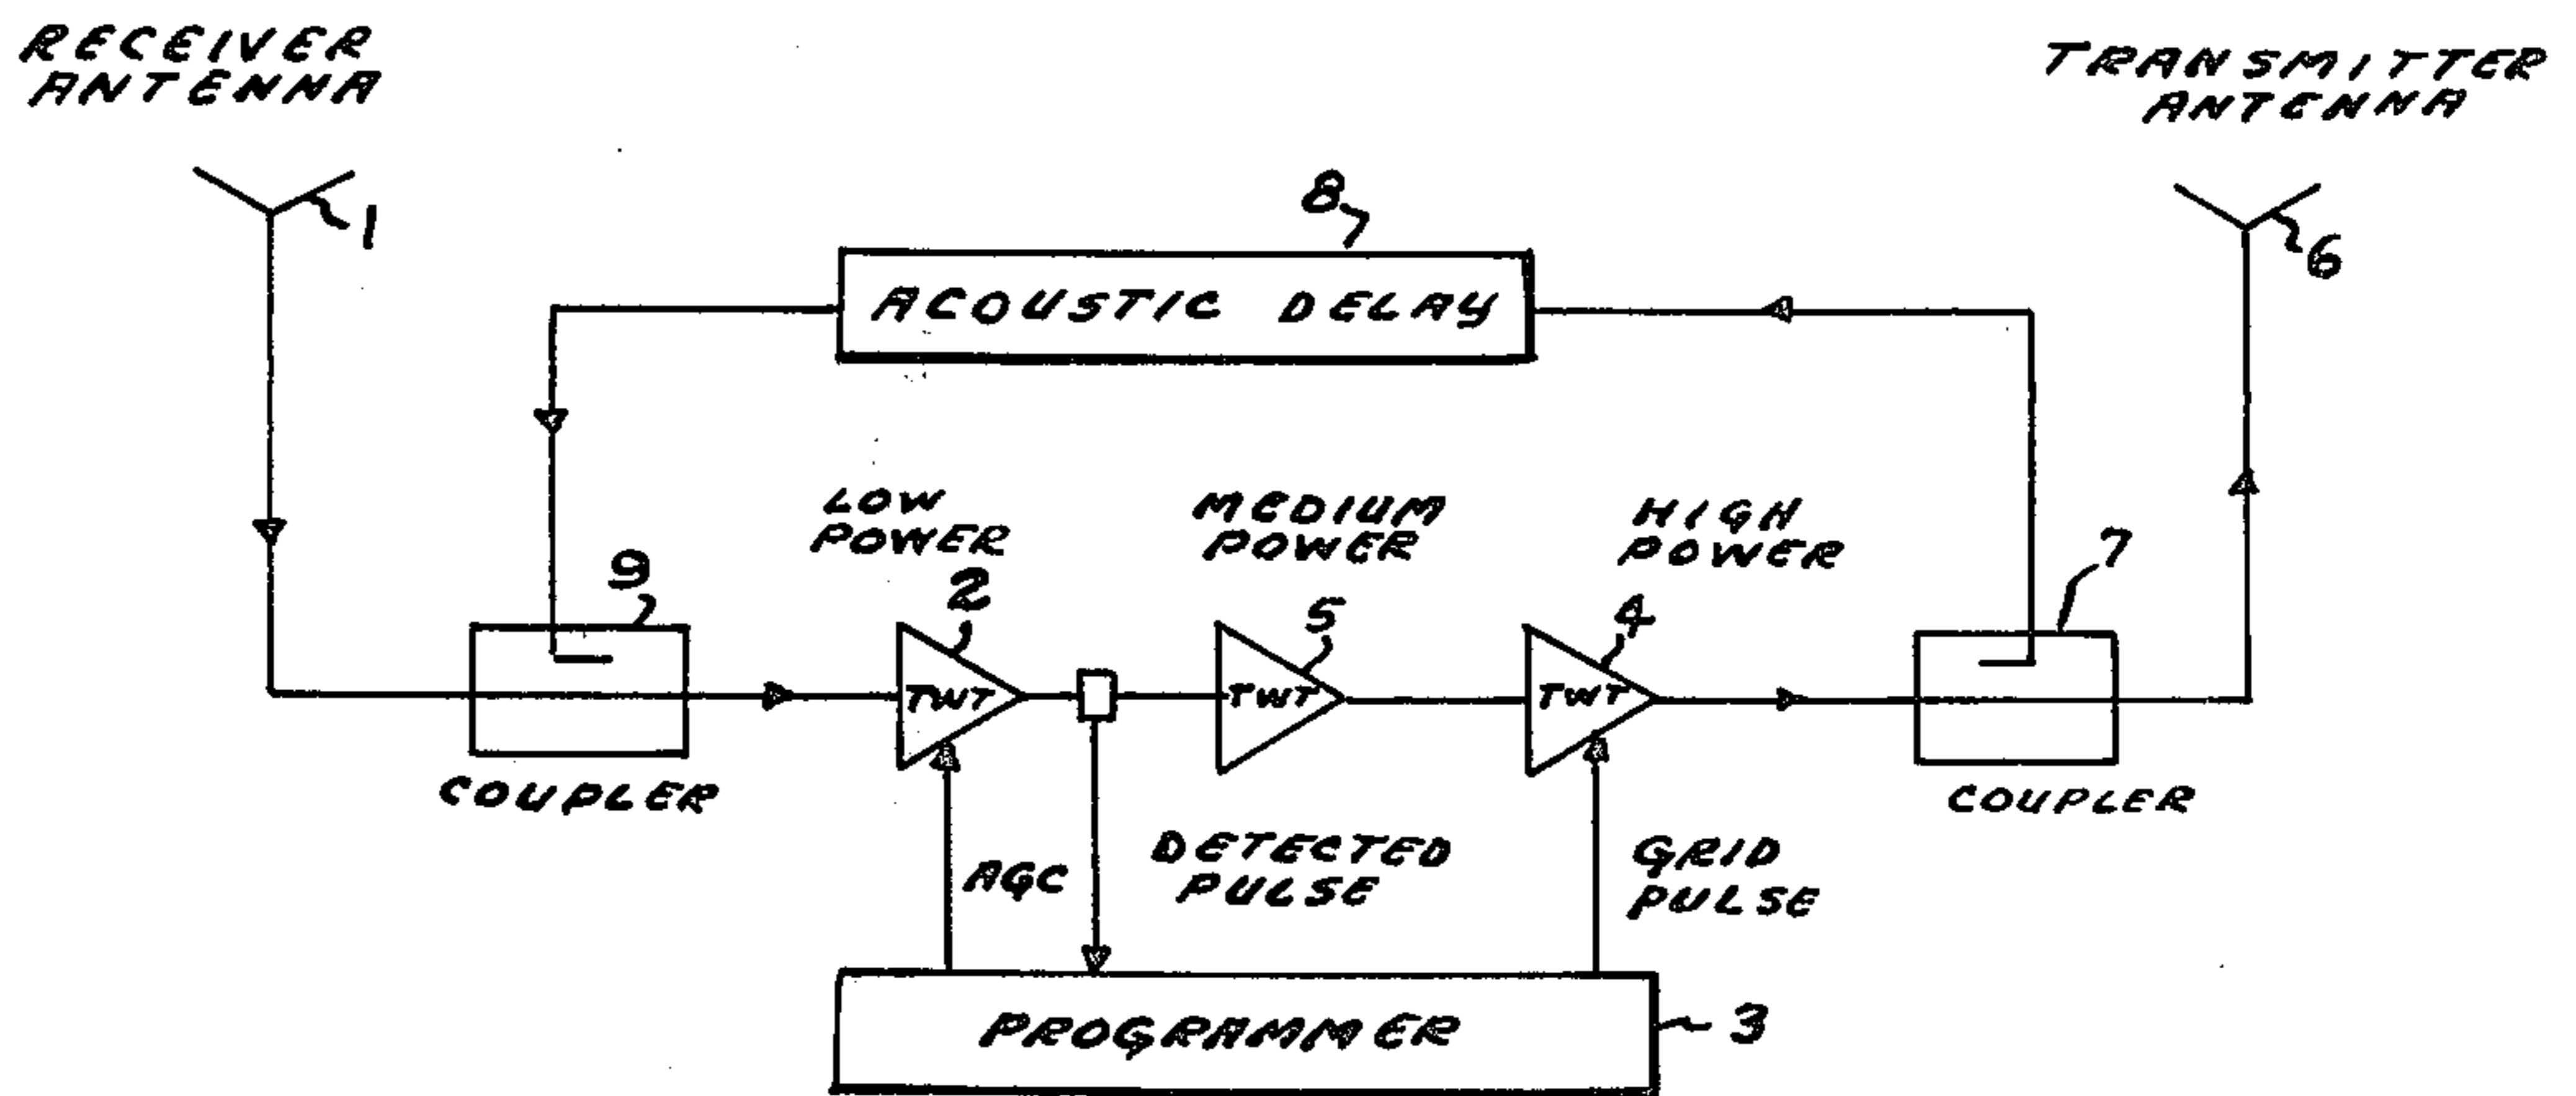 RECEIVER
ANTENNA
TRANSMITTER
ANTENNA
1
8
6
ACOUSTIC DELAY
LOW
POWER
MEDIUM
POWER
HIGH
POWER
9
2
5
4
7
TWT
TWT
TWT
COUPLER
COUPLER
AGC
DETECTED
PULSE
GRID
PULSE
PROGRAMMER
3